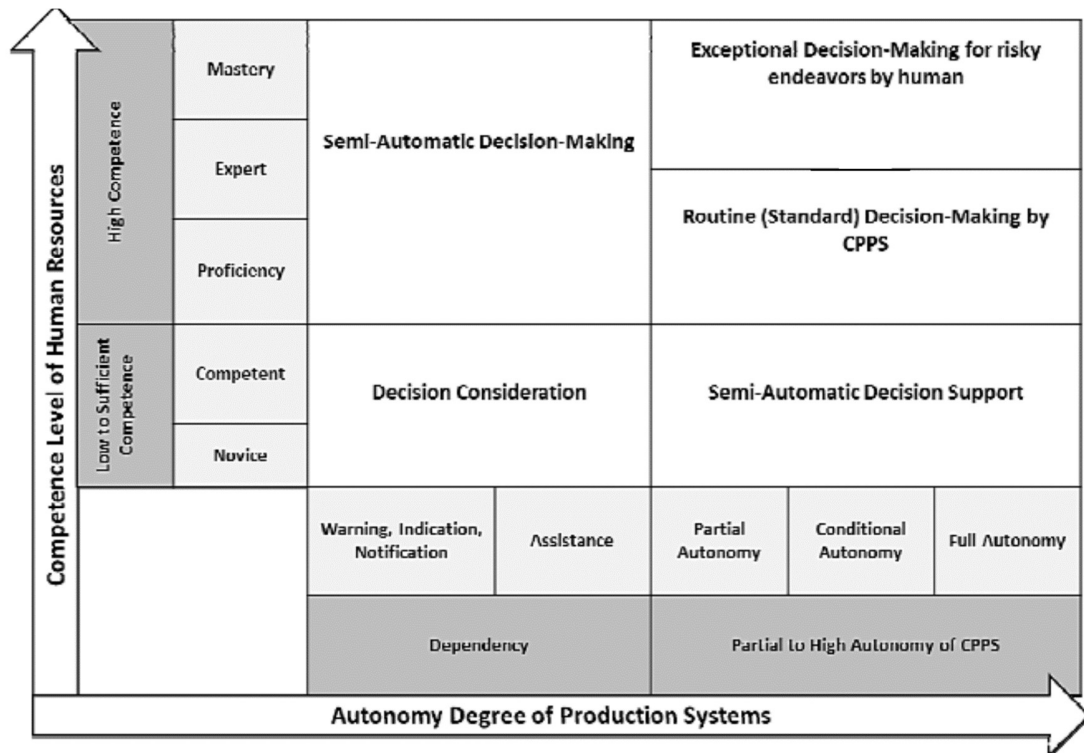 Competence Level of Human Resources
High Competence
Low to Sufficient
Competence
Mastery
Expert
Proficiency
Competent
Novice
Semi-Automatic Decision-Making
Exceptional Decision-Making for risky
endeavors by human
Routine (Standard) Decision-Making by
CPPS
Decision Consideration
Semi-Automatic Decision Support
Warning, Indication,
Notification
Assistance
Partial
Autonomy
Conditional
Autonomy
Full Autonomy
Dependency
Partial to High Autonomy of CPPS
Autonomy Degree of Production Systems